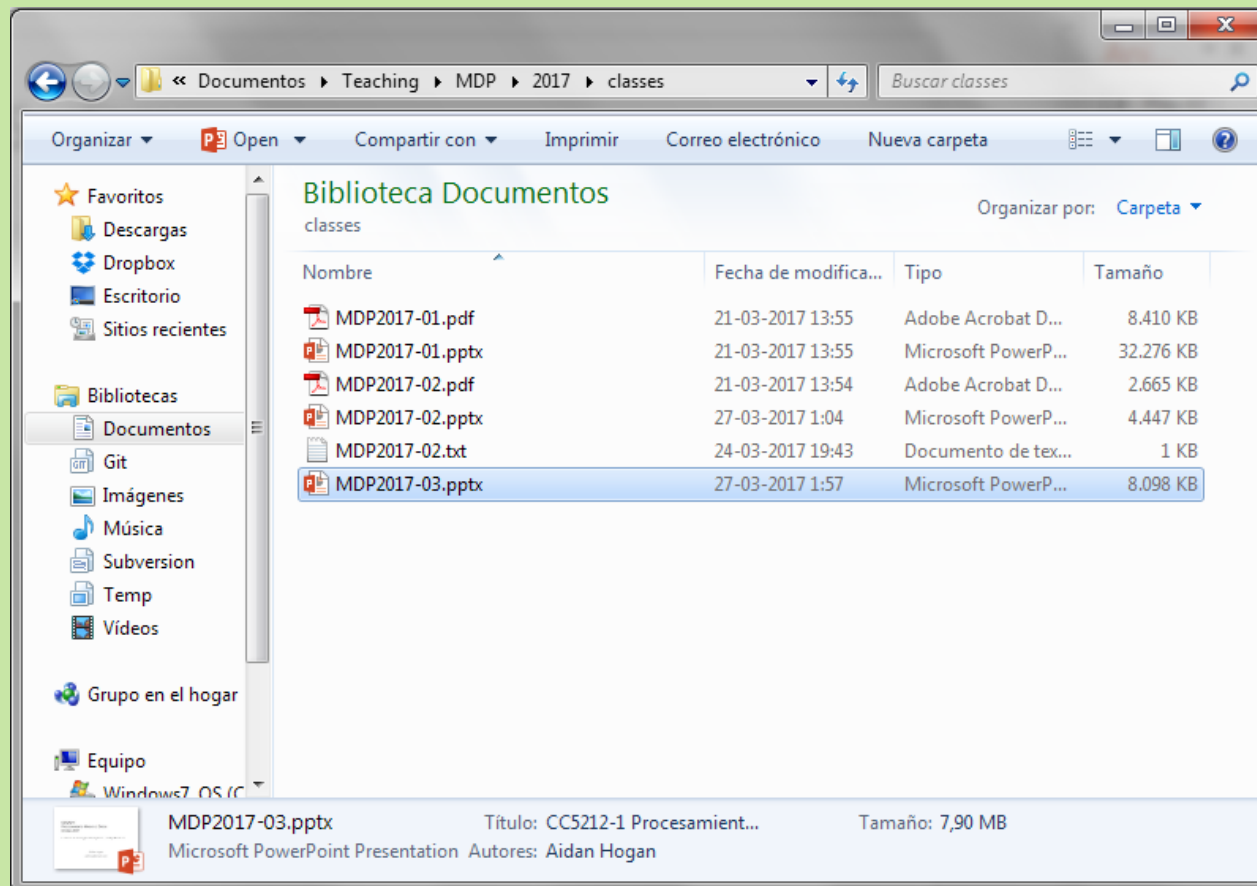 « Documentos ▸ Teaching ▸ MDP ▸ 2017 ▸ classes
Buscar classes
Organizar
Open
Compartir con
Imprimir
Correo electrónico
Nueva carpeta
Favoritos
Descargas
Dropbox
Escritorio
Sitios recientes
Bibliotecas
Documentos
Git
Imágenes
Música
Subversion
Temp
Vídeos
Grupo en el hogar
Equipo
Windows7_OS (C
Biblioteca Documentos
classes
Organizar por: Carpeta
Nombre Fecha de modifica... Tipo Tamaño
MDP2017-01.pdf 21-03-2017 13:55 Adobe Acrobat D... 8.410 KB
MDP2017-01.pptx 21-03-2017 13:55 Microsoft PowerP... 32.276 KB
MDP2017-02.pdf 21-03-2017 13:54 Adobe Acrobat D... 2.665 KB
MDP2017-02.pptx 27-03-2017 1:04 Microsoft PowerP... 4.447 KB
MDP2017-02.txt 24-03-2017 19:43 Documento de tex... 1 KB
MDP2017-03.pptx 27-03-2017 1:57 Microsoft PowerP... 8.098 KB
MDP2017-03.pptx Título: CC5212-1 Procesamient... Tamaño: 7,90 MB
Microsoft PowerPoint Presentation Autores: Aidan Hogan